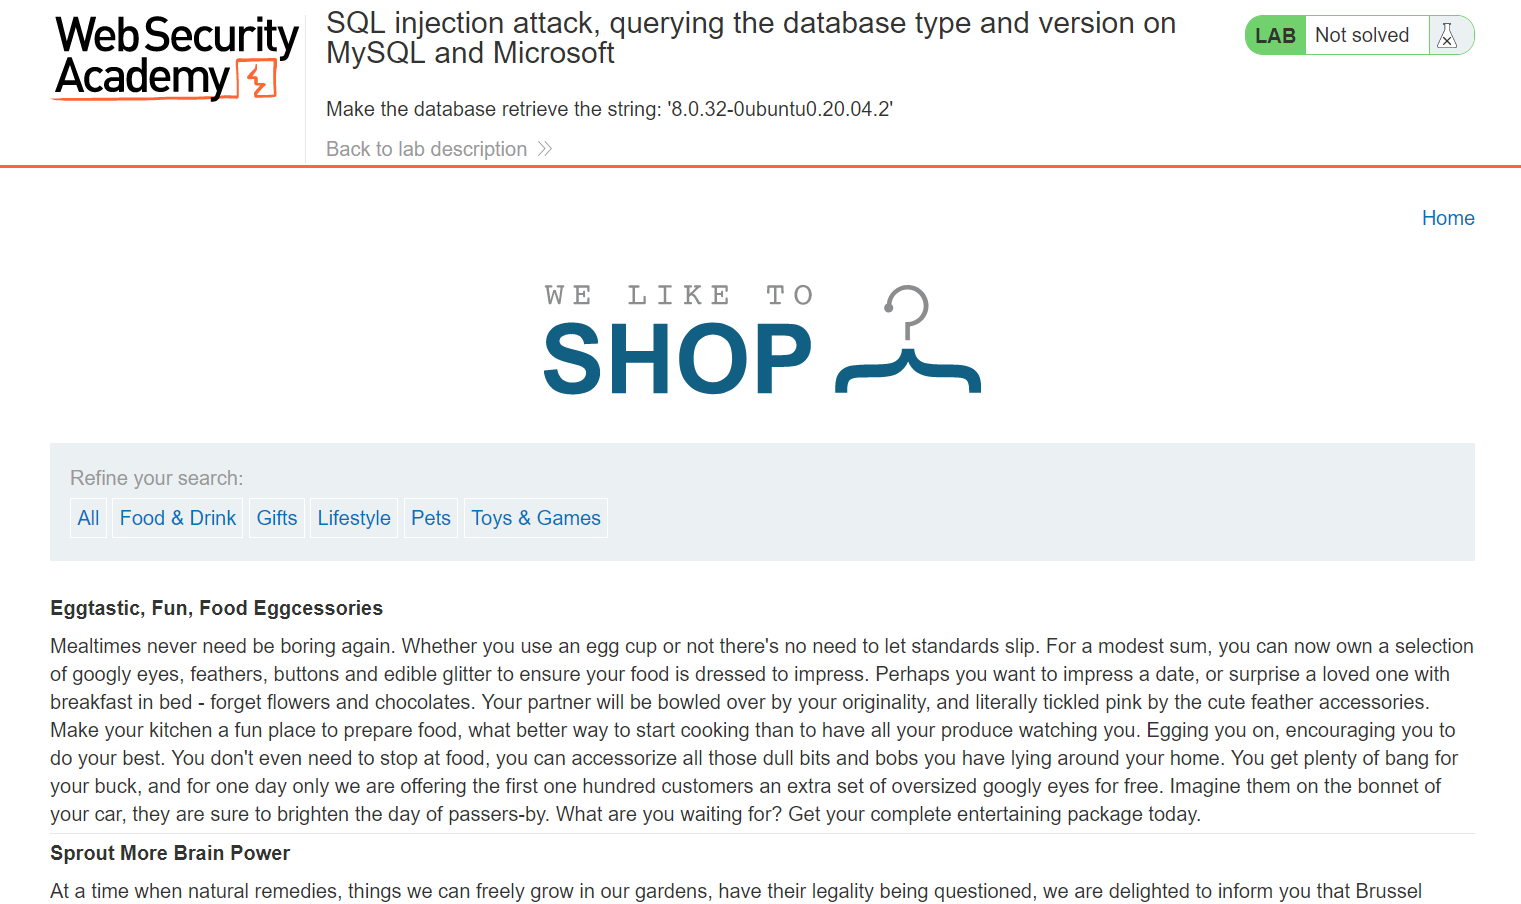 Web Security
Academy
SQL injection attack, querying the database type and version on
MySQL and Microsoft
LAB Not solved
Make the database retrieve the string: '8.0.32-0ubuntu0.20.04.2'
Back to lab description
Home
WE LIKE TO
SHOP
Refine your search:
All Food & Drink Gifts Lifestyle Pets Toys & Games
Eggtastic, Fun, Food Eggcessories
Mealtimes never need be boring again. Whether you use an egg cup or not there's no need to let standards slip. For a modest sum, you can now own a selection
of googly eyes, feathers, buttons and edible glitter to ensure your food is dressed to impress. Perhaps you want to impress a date, or surprise a loved one with
breakfast in bed - forget flowers and chocolates. Your partner will be bowled over by your originality, and literally tickled pink by the cute feather accessories.
Make your kitchen a fun place to prepare food, what better way to start cooking than to have all your produce watching you. Egging you on, encouraging you to
do your best. You don't even need to stop at food, you can accessorize all those dull bits and bobs you have lying around your home. You get plenty of bang for
your buck, and for one day only we are offering the first one hundred customers an extra set of oversized googly eyes for free. Imagine them on the bonnet of
your car, they are sure to brighten the day of passers-by. What are you waiting for? Get your complete entertaining package today.
Sprout More Brain Power
At a time when natural remedies, things we can freely grow in our gardens, have their legality being questioned, we are delighted to inform you that Brussel